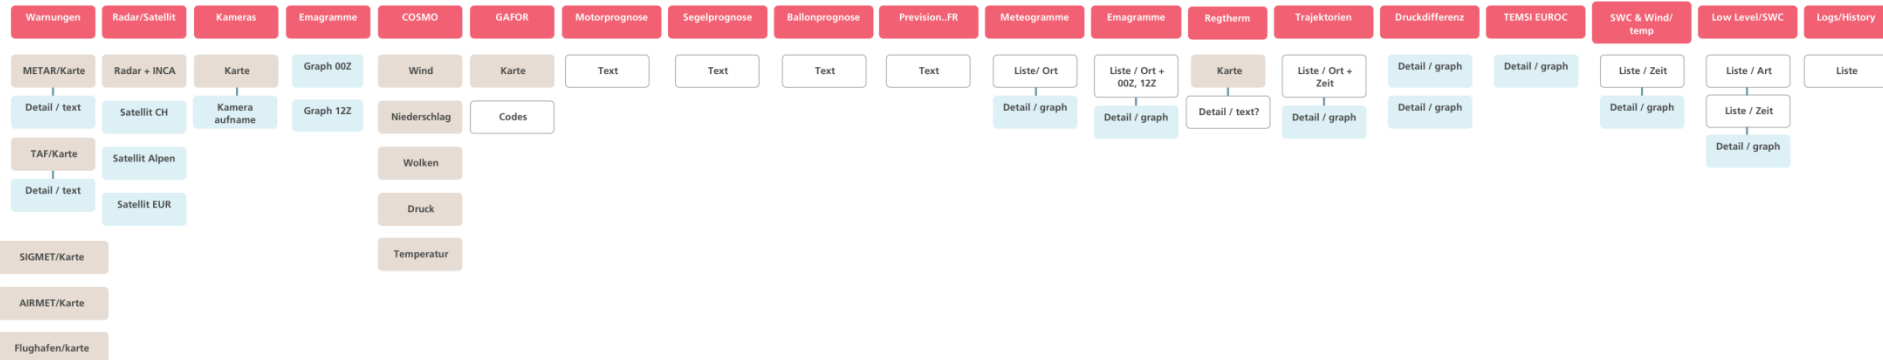 Warnungen
Radar/Satellit
Kameras
Emagramme
COSMO
GAFOR
Motorprognose
Segelprognose
Ballonprognose
Prevision..FR
Meteogramme
Emagramme
Regtherm
Trajektorien
Druckdifferenz
TEMSI EUROC
SWC & Wind/
temp
Low Level/SWC
Logs/History
METAR/Karte
Detail / text
TAF/Karte
Detail / text
SIGMET/Karte
AIRMET/Karte
Flughafen/karte
Radar + INCA
Satellit CH
Satellit Alpen
Satellit EUR
Karte
Kamera
aufname
Graph 00Z
Graph 12Z
Wind
Niederschlag
Wolken
Druck
Temperatur
Karte
Codes
Text
Text
Text
Text
Liste/ Ort
Detail / graph
Liste / Ort +
00Z, 12Z
Detail / graph
Karte
Detail / text?
Liste / Ort +
Zeit
Detail / graph
Detail / graph
Detail / graph
Detail / graph
Liste / Zeit
Detail / graph
Liste / Art
Liste / Zeit
Detail / graph
Liste